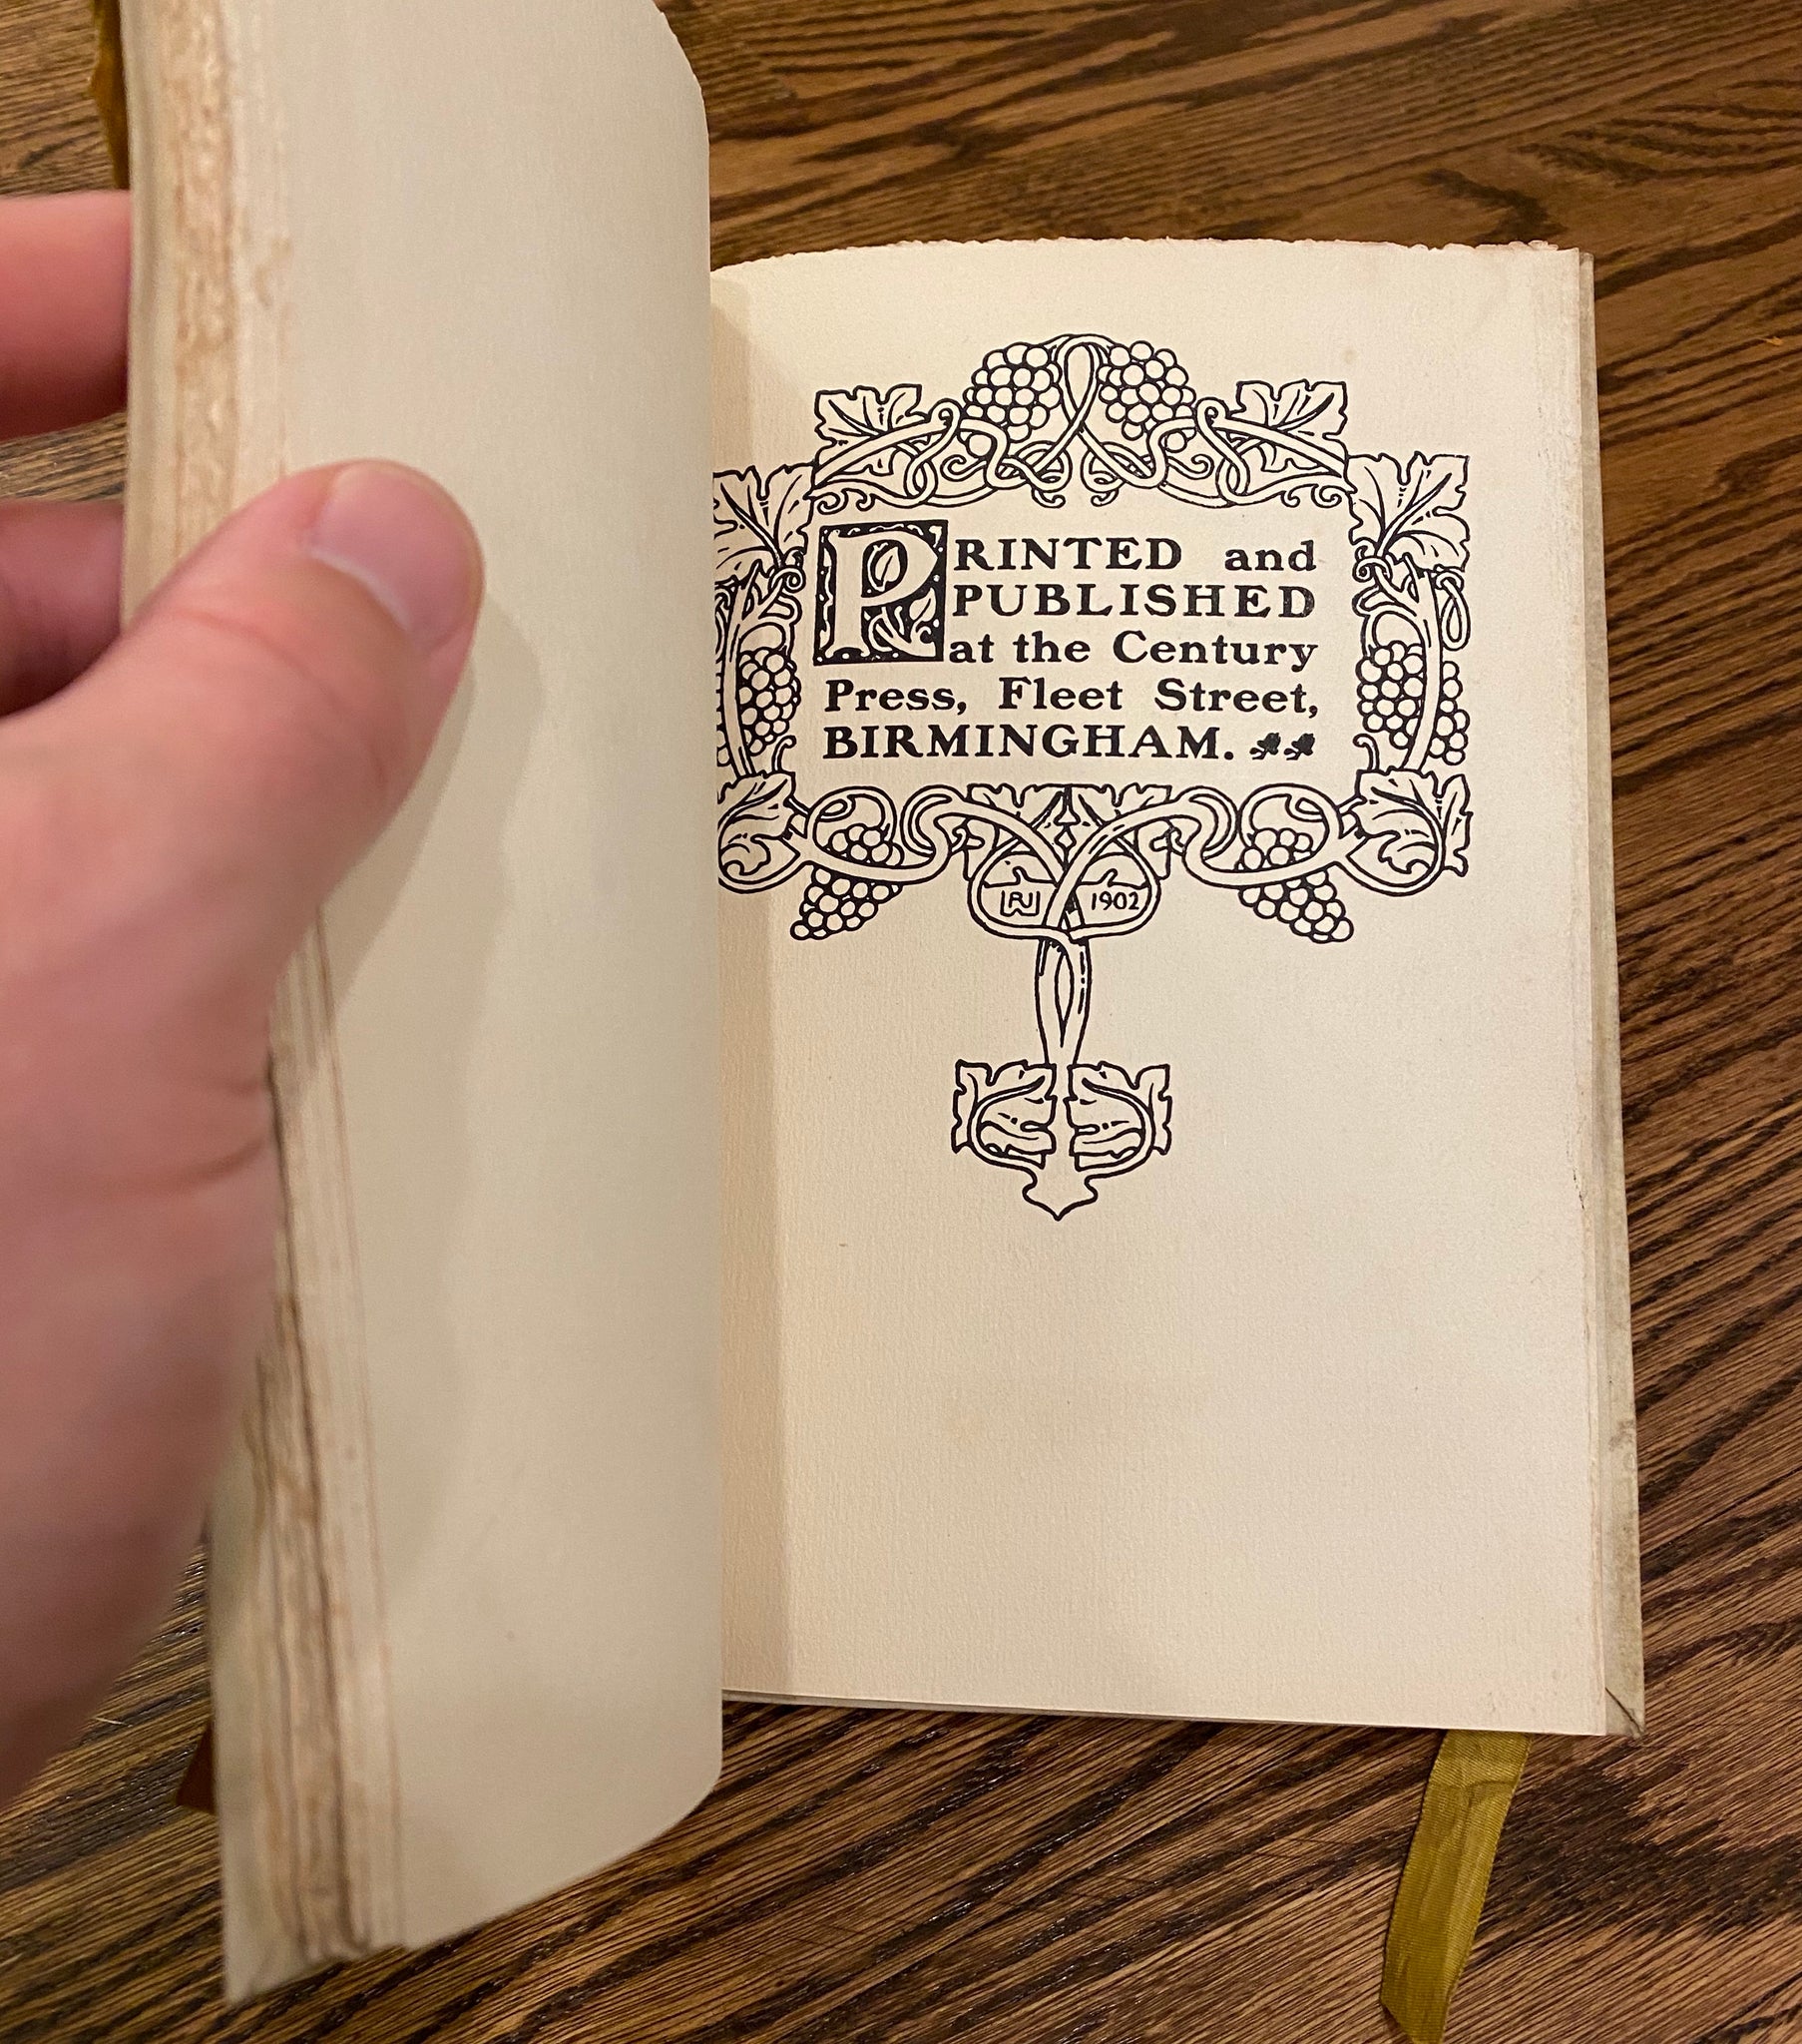 PRINTED and
PUBLISHED
at the Century
Press, Fleet Street,
BIRMINGHAM.
1902